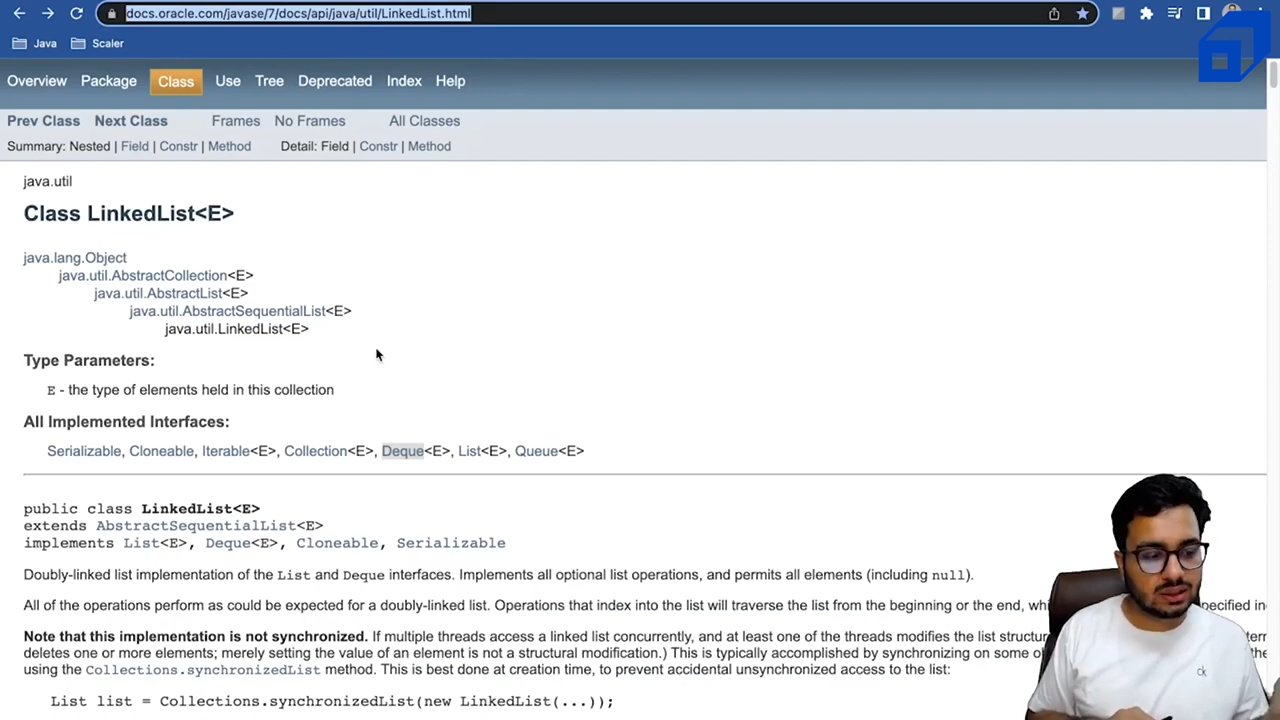 docs.oracle.com/javase/7/docs/api/java/util/LinkedList.html
Java Scaler
Overview Package Class Use Tree Deprecated Index Help
Prev Class Next Class Frames No Frames All Classes
Summary: Nested | Field | Constr | Method Detail: Field | Constr | Method
java.util
Class LinkedList<E>
java.lang.Object
java.util.AbstractCollection<E>
java.util.AbstractList<E>
java.util.AbstractSequentialList<E>
java.util.LinkedList<E>
Type Parameters:
E - the type of elements held in this collection
All Implemented Interfaces:
Serializable, Cloneable, Iterable<E>, Collection<E>, Deque<E>, List<E>, Queue<E>
public class LinkedList<E>
extends AbstractSequentialList<E>
implements List<E>, Deque<E>, Cloneable, Serializable
Doubly-linked list implementation of the List and Deque interfaces. Implements all optional list operations, and permits all elements (including null).
All of the operations perform as could be expected for a doubly-linked list. Operations that index into the list will traverse the list from the beginning or the end,
Note that this implementation is not synchronized. If multiple threads access a linked list concurrently, and at least one of the threads modifies the list
deletes one or more elements; merely setting the value of an element is not a structural modification.) This is typically accomplished by synchronizing on some
using the Collections.synchronizedList method. This is best done at creation time, to prevent accidental unsynchronized access to the list:
List list = Collections.synchronizedList(new LinkedList(...));